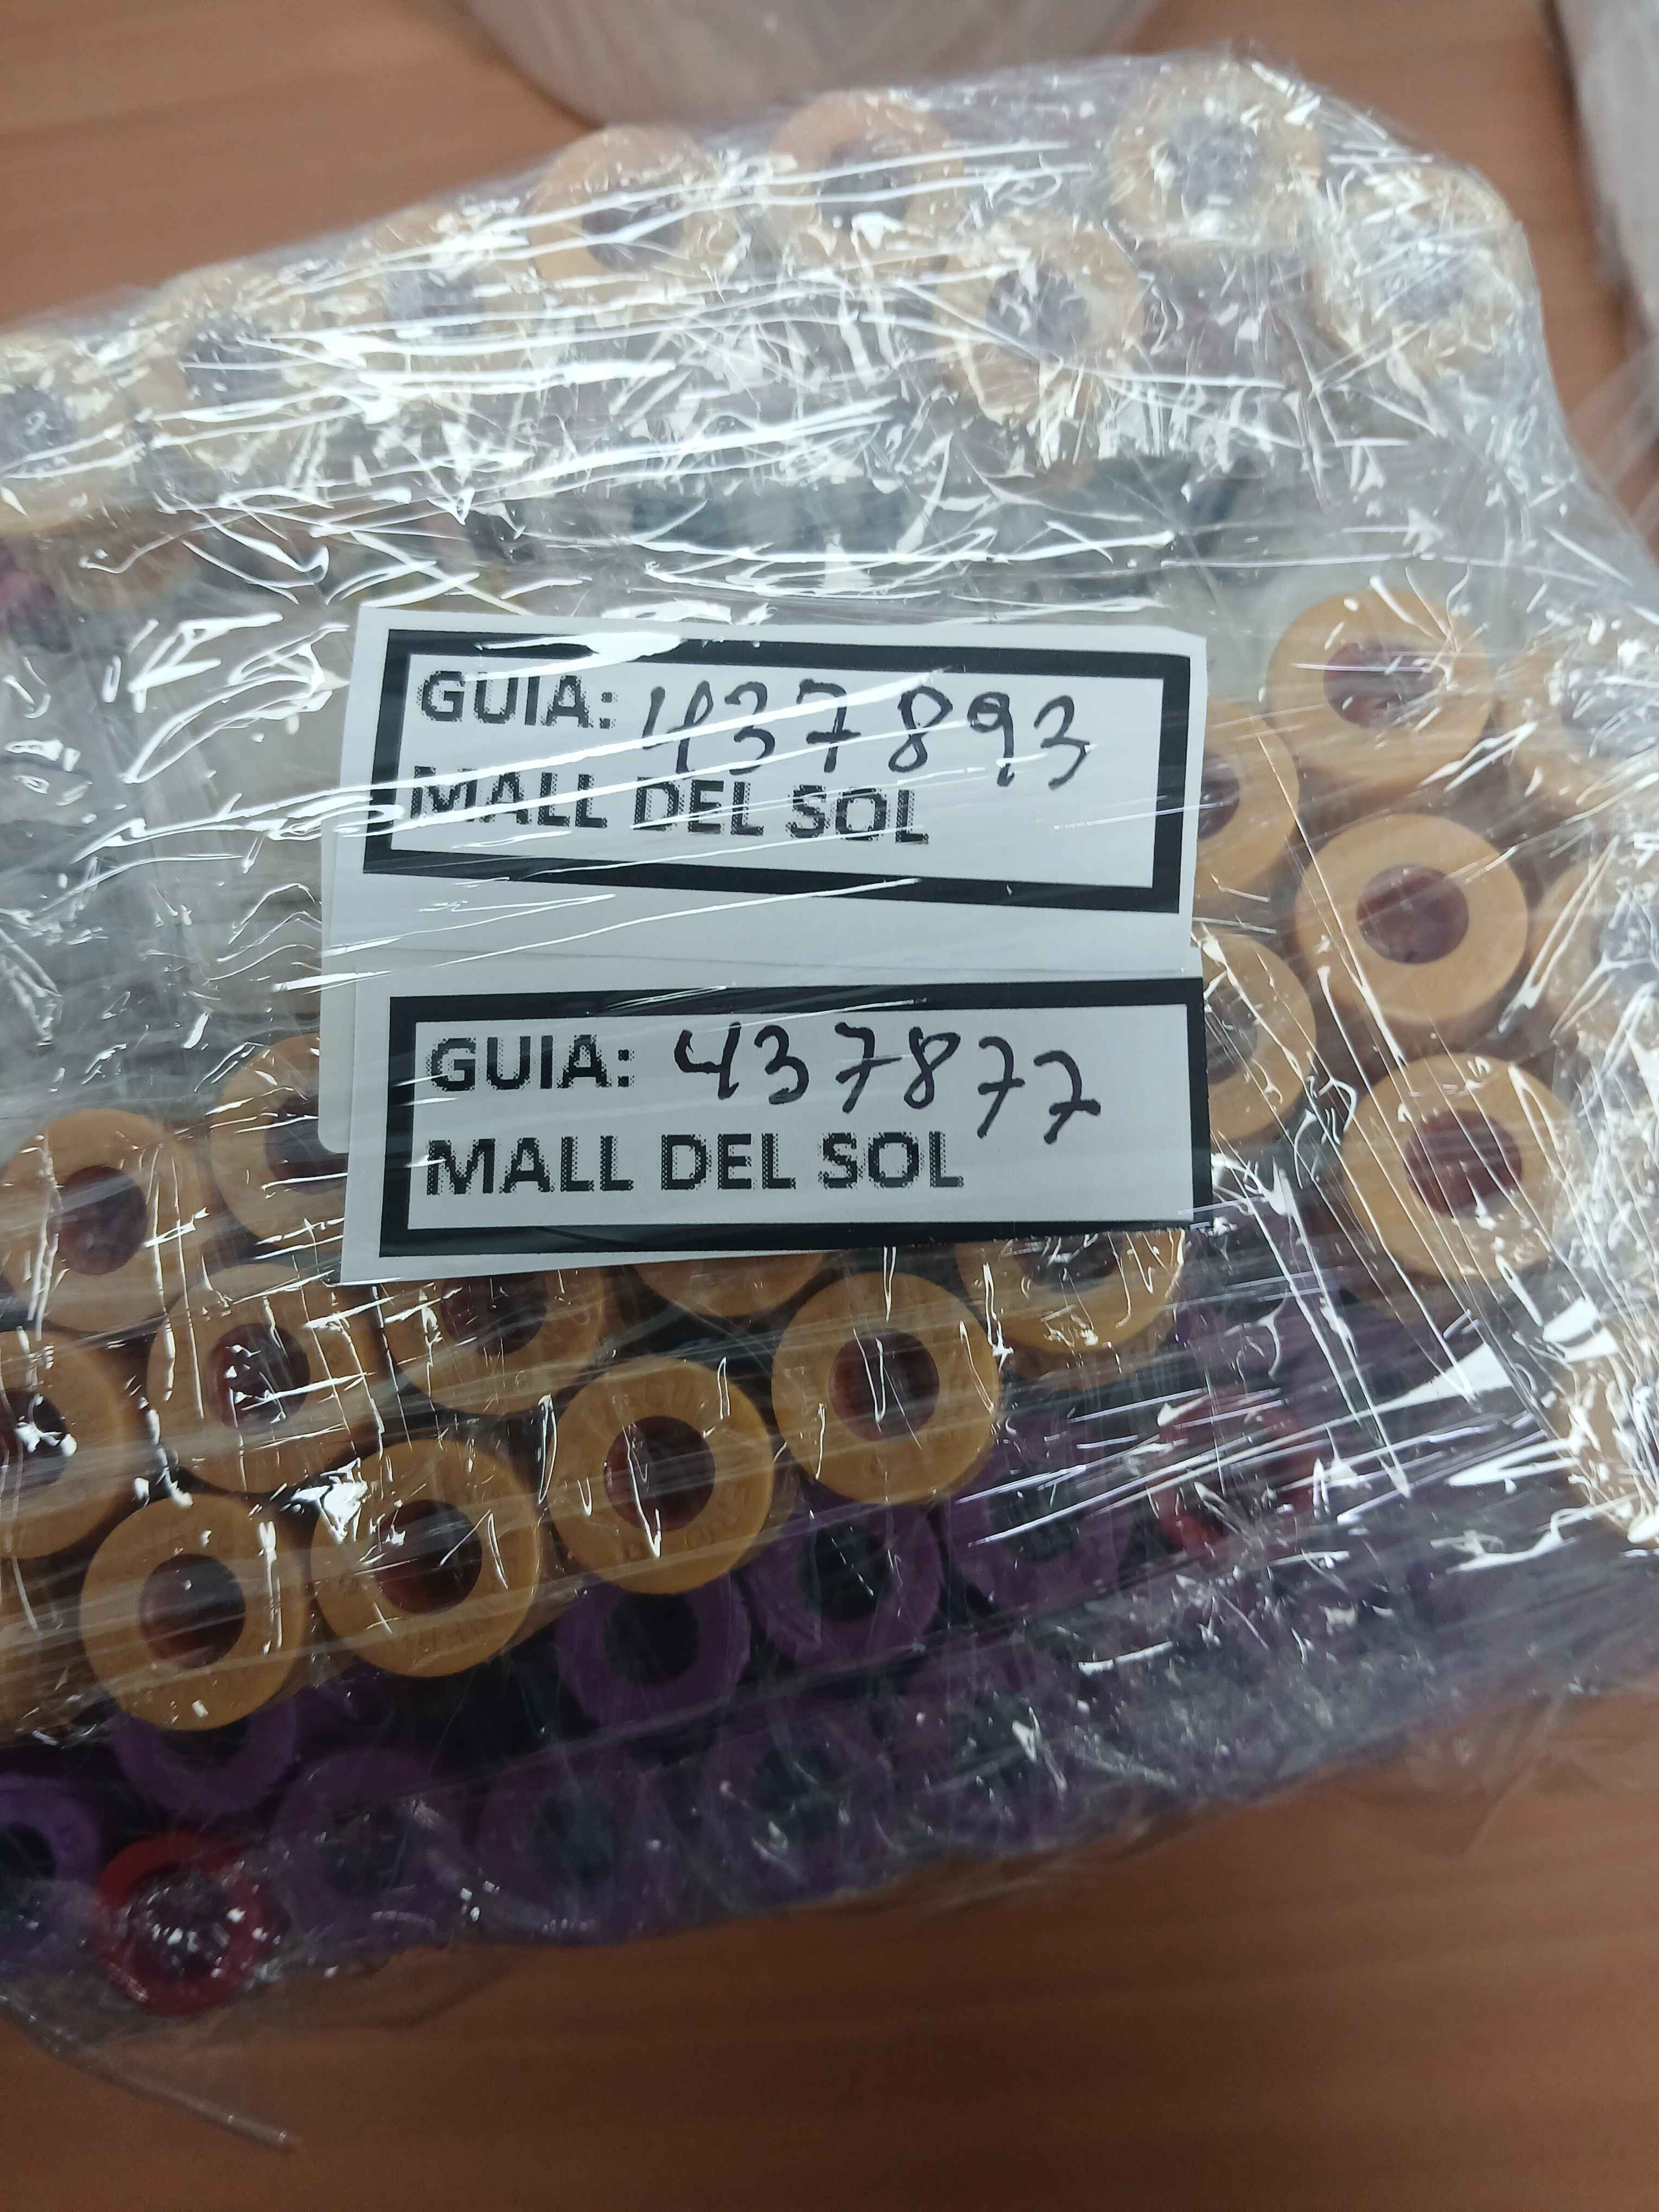 GUIA: 437893
MALL DEL SOL
GUIA: 437877
MALL DEL SOL